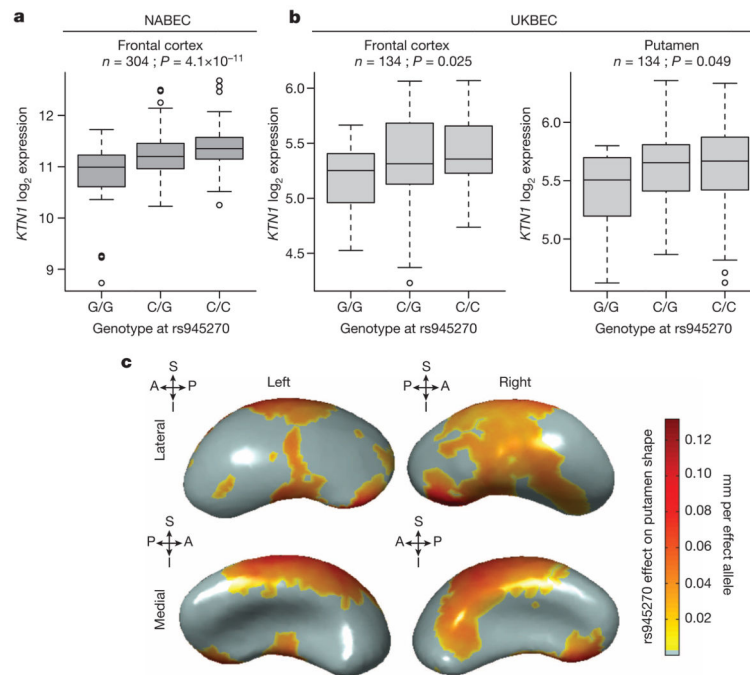 a
NABEC
Frontal cortex
n = 304 ; P = 4.1×10⁻¹¹
KTN1 log₂ expression
12
11
10
9
G/G C/G C/C
Genotype at rs945270
b
UKBEC
Frontal cortex
n = 134 ; P = 0.025
KTN1 log₂ expression
6.0
5.5
5.0
4.5
G/G C/G C/C
Genotype at rs945270
Putamen
n = 134 ; P = 0.049
KTN1 log₂ expression
6.0
5.5
5.0
G/G C/G C/C
Genotype at rs945270
c
Left
Right
S
A P
I
S
P A
I
Lateral
S
P A
I
S
A P
I
Medial
rs945270 effect on putamen shape
0.12
0.10
0.08
0.06
0.04
0.02
mm per effect allele